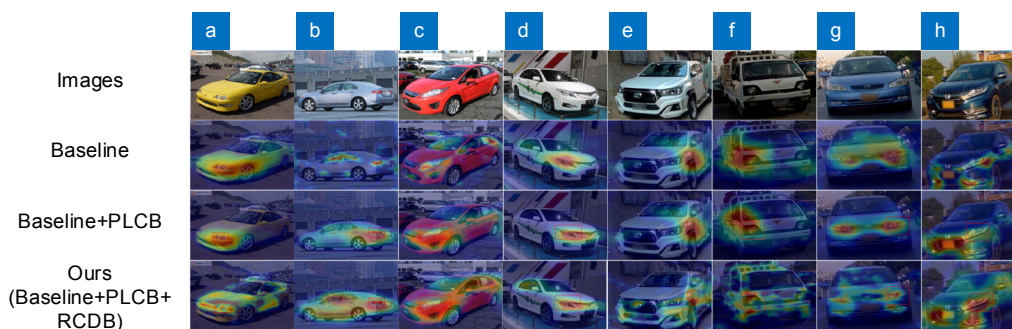 a b c d e f g h
Images
Baseline
Baseline+PLCB
Ours
(Baseline+PLCB+
RCDB)